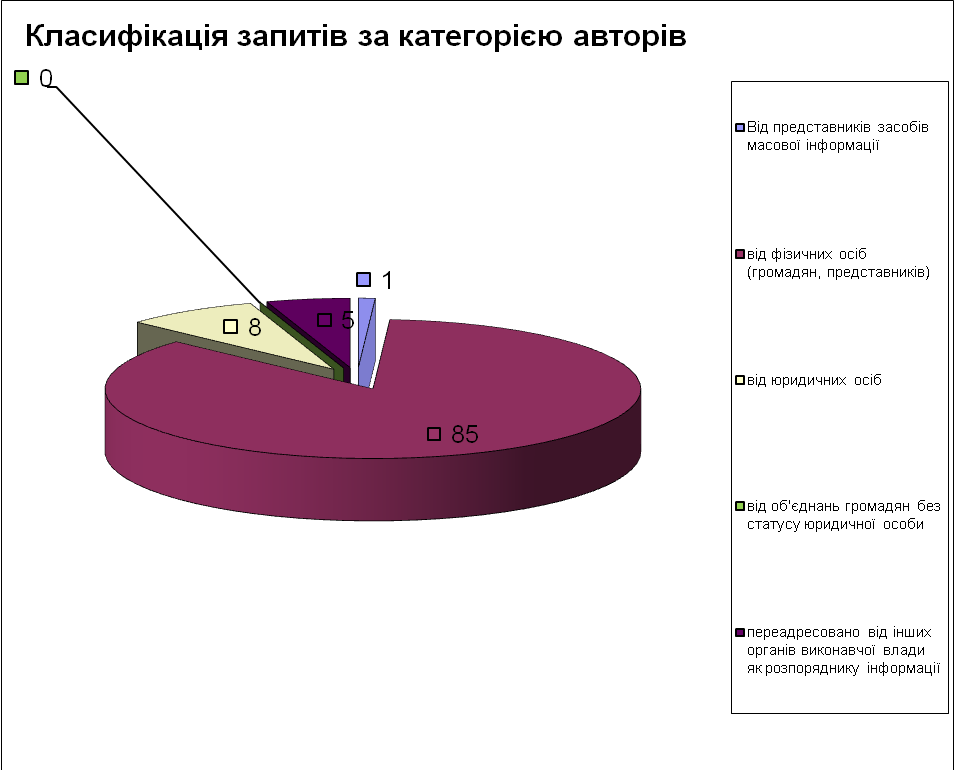 Класифікація запитів за категорією авторів
0
1
5
8
85
Від представників засобів
масової інформації
від фізичних осіб
(громадян, представників)
від юридичних осіб
від об'єднань громадян без
статусу юридичної особи
переадресовано від інших
органів виконавчої влади
як розпоряднику інформації